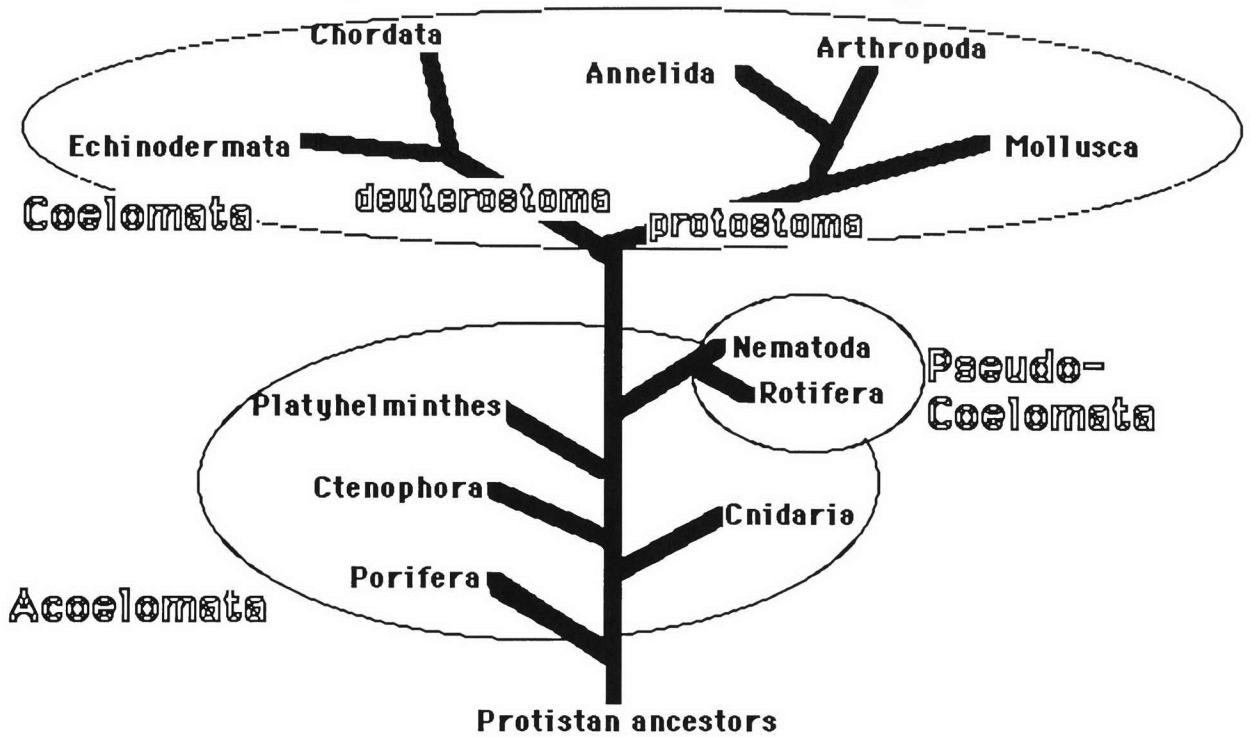 Chordata
Arthropoda
Annelida
Echinodermata
Mollusca
deuterostoma
Coelomata
protostoma
Nematoda
Pseudo-
Rotifera
Coelomata
Platyhelminthes
Ctenophora
Cnidaria
Porifera
Acoelomata
Protistan ancestors